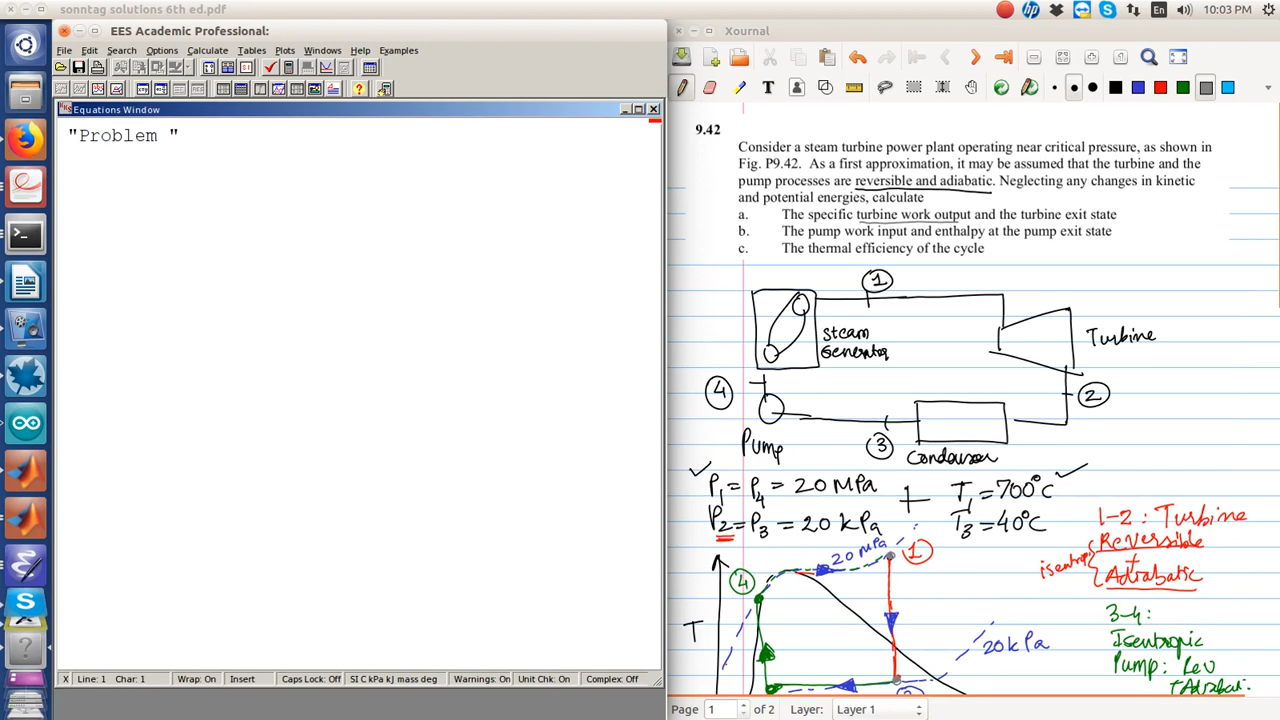 sonntag solutions 6th ed.pdf
En
10:03 PM
EES Academic Professional:
Xournal
File Edit Search Options Calculate Tables Plots Windows Help Examples
Equations Window
"Problem "
9.42
Consider a steam turbine power plant operating near critical pressure, as shown in
Fig. P9.42. As a first approximation, it may be assumed that the turbine and the
pump processes are reversible and adiabatic. Neglecting any changes in kinetic
and potential energies, calculate
a. The specific turbine work output and the turbine exit state
b. The pump work input and enthalpy at the pump exit state
c. The thermal efficiency of the cycle
1
steam
Generator
Turbine
4
2
3
Pump
Condenser
P1 = P4 = 20 MPa + T1 = 700°C
P2 = P3 = 20 kPa T3 = 40°C
1-2: Turbine
Reversible
+
Adiabatic
isentropic
20 MPa
1
4
T
20 kPa
3-4:
Isentropic
Pump: Rev
+Adiabati.
X Line: 1 Char: 1 Wrap: On Insert Caps Lock: Off SI C kPa kJ mass deg Warnings: On Unit Chk: On Complex: Off
Page 1 of 2 Layer: Layer 1